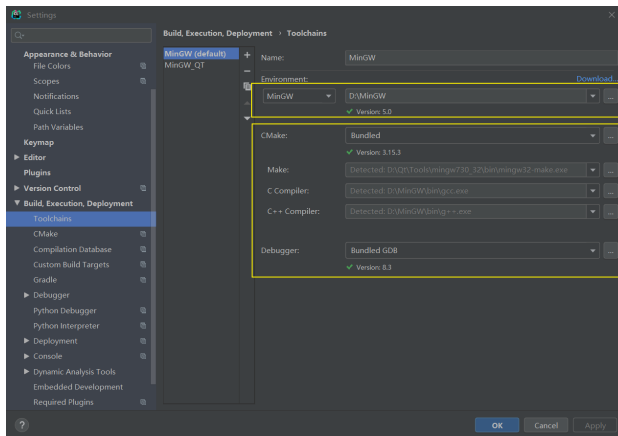 Settings
Build, Execution, Deployment › Toolchains
Appearance & Behavior
File Colors
Scopes
Notifications
Quick Lists
Path Variables
Keymap
Editor
Plugins
Version Control
Build, Execution, Deployment
Toolchains
CMake
Compilation Database
Custom Build Targets
Gradle
Debugger
Python Debugger
Python Interpreter
Deployment
Console
Dynamic Analysis Tools
Embedded Development
Required Plugins
MinGW (default)
MinGW_QT
Name: MinGW
Environment: Download...
MinGW D:\MinGW
Version: 5.0
CMake: Bundled
Version: 3.15.3
Make: Detected: D:\Qt\Tools\mingw730_32\bin\mingw32-make.exe
C Compiler: Detected: D:\MinGW\bin\gcc.exe
C++ Compiler: Detected: D:\MinGW\bin\g++.exe
Debugger: Bundled GDB
Version: 8.3
? OK Cancel Apply